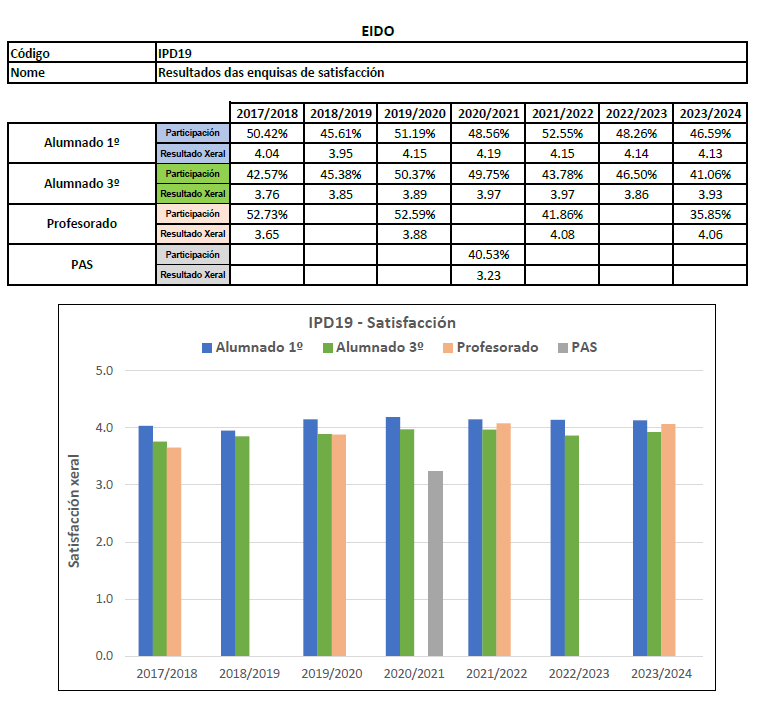 EIDO
Código IPD19
Nome Resultados das enquisas de satisfacción
2017/2018 2018/2019 2019/2020 2020/2021 2021/2022 2022/2023 2023/2024
Alumnado 1º
Participación 50.42% 45.61% 51.19% 48.56% 52.55% 48.26% 46.59%
Resultado Xeral 4.04 3.95 4.15 4.19 4.15 4.14 4.13
Alumnado 3º
Participación 42.57% 45.38% 50.37% 49.75% 43.78% 46.50% 41.06%
Resultado Xeral 3.76 3.85 3.89 3.97 3.97 3.86 3.93
Profesorado
Participación 52.73% 52.59% 41.86% 35.85%
Resultado Xeral 3.65 3.88 4.08 4.06
PAS
Participación 40.53%
Resultado Xeral 3.23
IPD19 - Satisfacción
Alumnado 1º Alumnado 3º Profesorado PAS
Satisfacción xeral
5.0
4.0
3.0
2.0
1.0
0.0
2017/2018 2018/2019 2019/2020 2020/2021 2021/2022 2022/2023 2023/2024